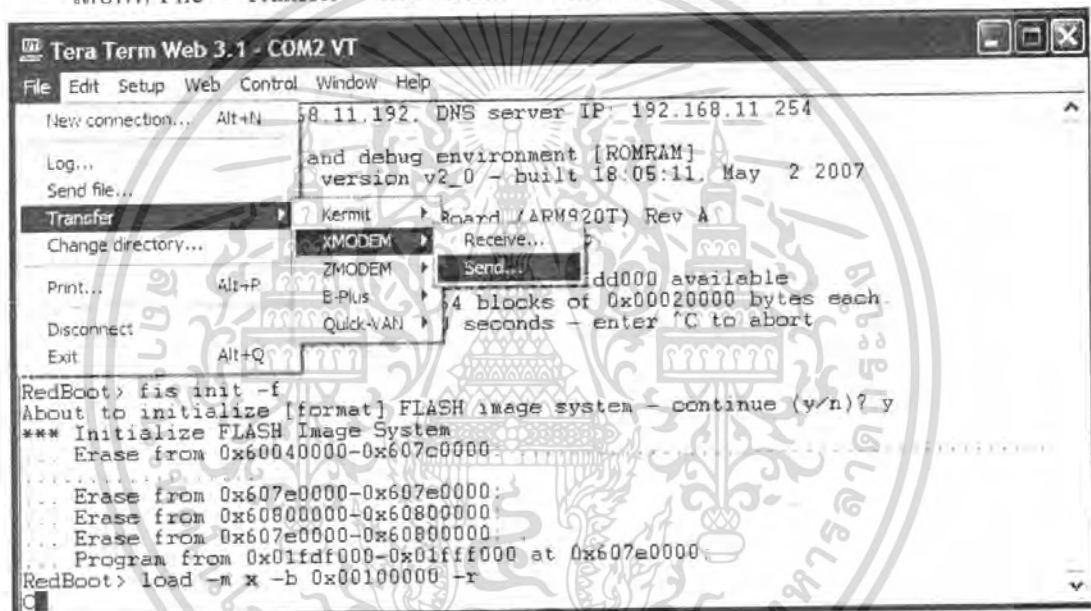 Tera Term Web 3.1 - COM2 VT
File Edit Setup Web Control Window Help
New connection... Alt+N
Log...
Send file...
Transfer
Change directory...
Print... Alt+P
Disconnect
Exit Alt+Q
Kermit
XMODEM
ZMODEM
B-Plus
Quick-VAN
Receive...
Send...
58.11.192. DNS server IP: 192.168.11.254
and debug environment [ROMRAM]
version v2_0 - built 18:05:11, May 2 2007
Board (ARM920T) Rev A
dd000 available
64 blocks of 0x00020000 bytes each.
seconds - enter ^C to abort
RedBoot> fis init -f
About to initialize [format] FLASH image system - continue (y/n)? y
*** Initialize FLASH Image System
... Erase from 0x60040000-0x607c0000:
... Erase from 0x607e0000-0x607e0000:
... Erase from 0x60800000-0x60800000:
... Erase from 0x607e0000-0x60800000:
... Program from 0x01fdf000-0x01fff000 at 0x607e0000:
RedBoot> load -m x -b 0x00100000 -r
C